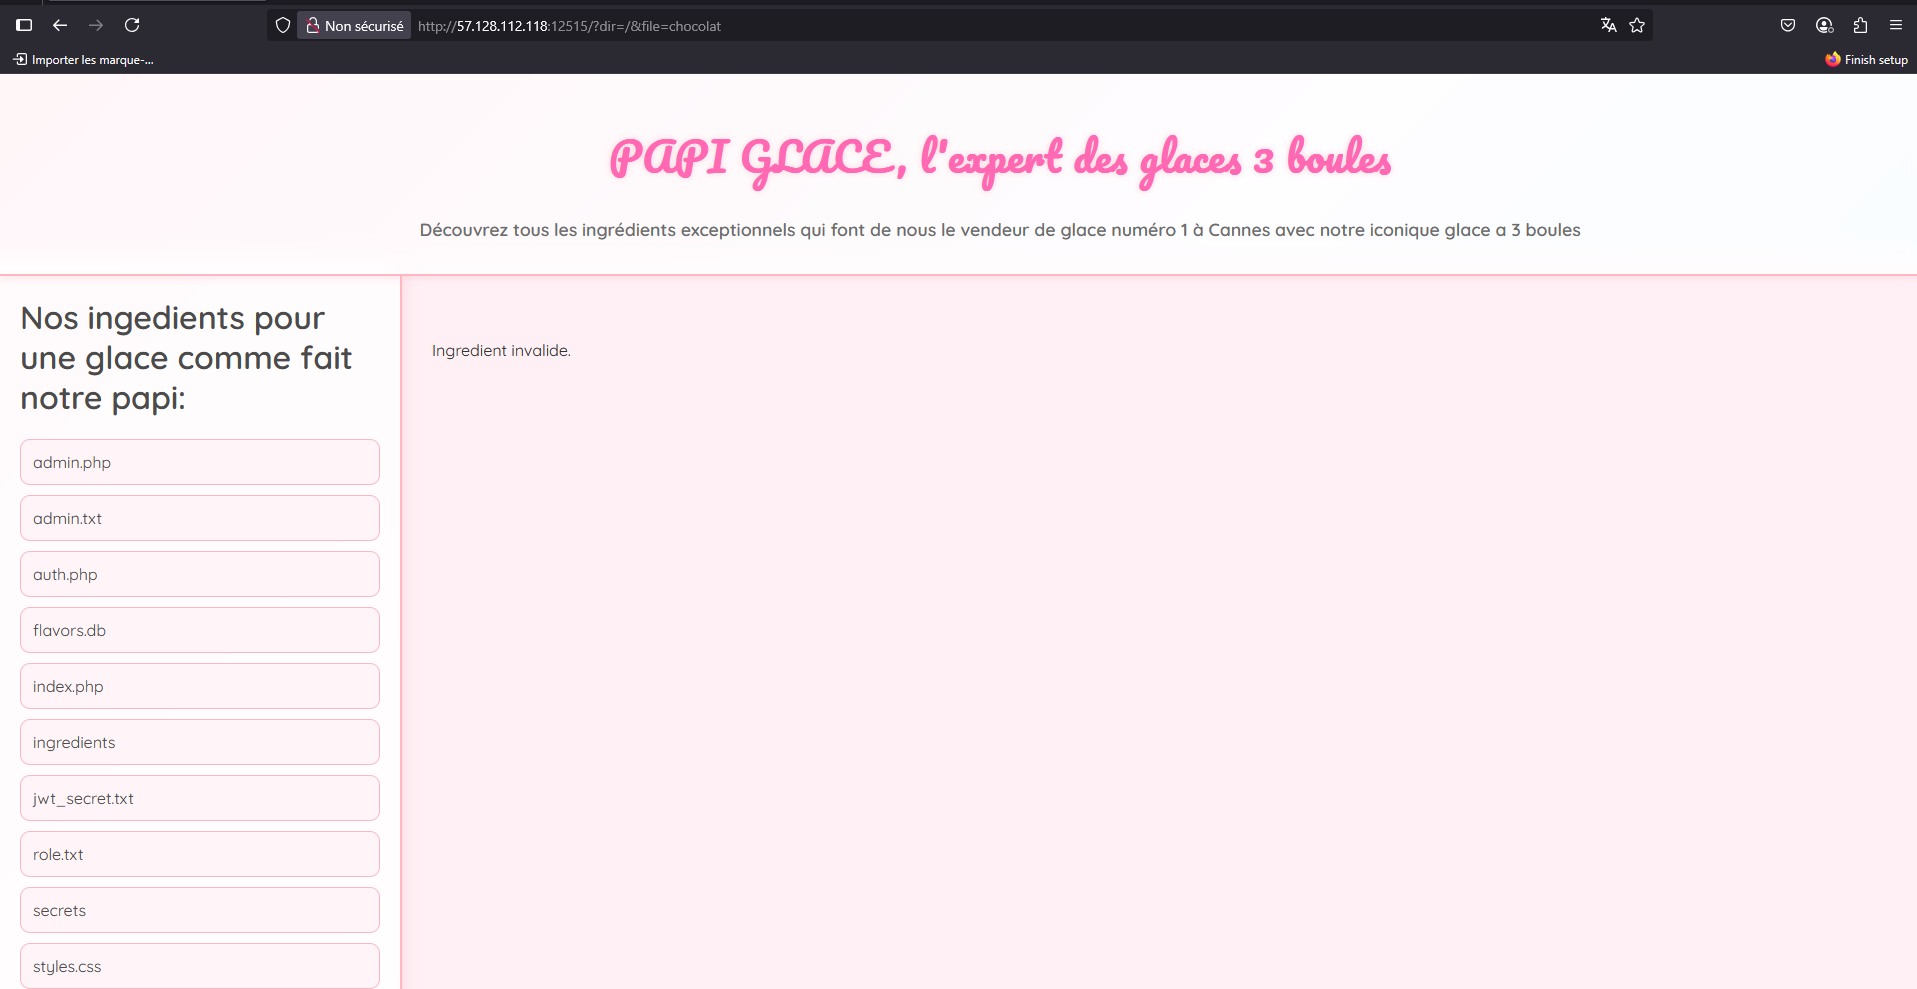 Non sécurisé
http://57.128.112.118:12515/?dir=/&file=chocolat
Importer les marque-...
Finish setup
PAPI GLACE, l'expert des glaces 3 boules
Découvrez tous les ingrédients exceptionnels qui font de nous le vendeur de glace numéro 1 à Cannes avec notre iconique glace a 3 boules
Nos ingedients pour
une glace comme fait
notre papi:
Ingredient invalide.
admin.php
admin.txt
auth.php
flavors.db
index.php
ingredients
jwt_secret.txt
role.txt
secrets
styles.css